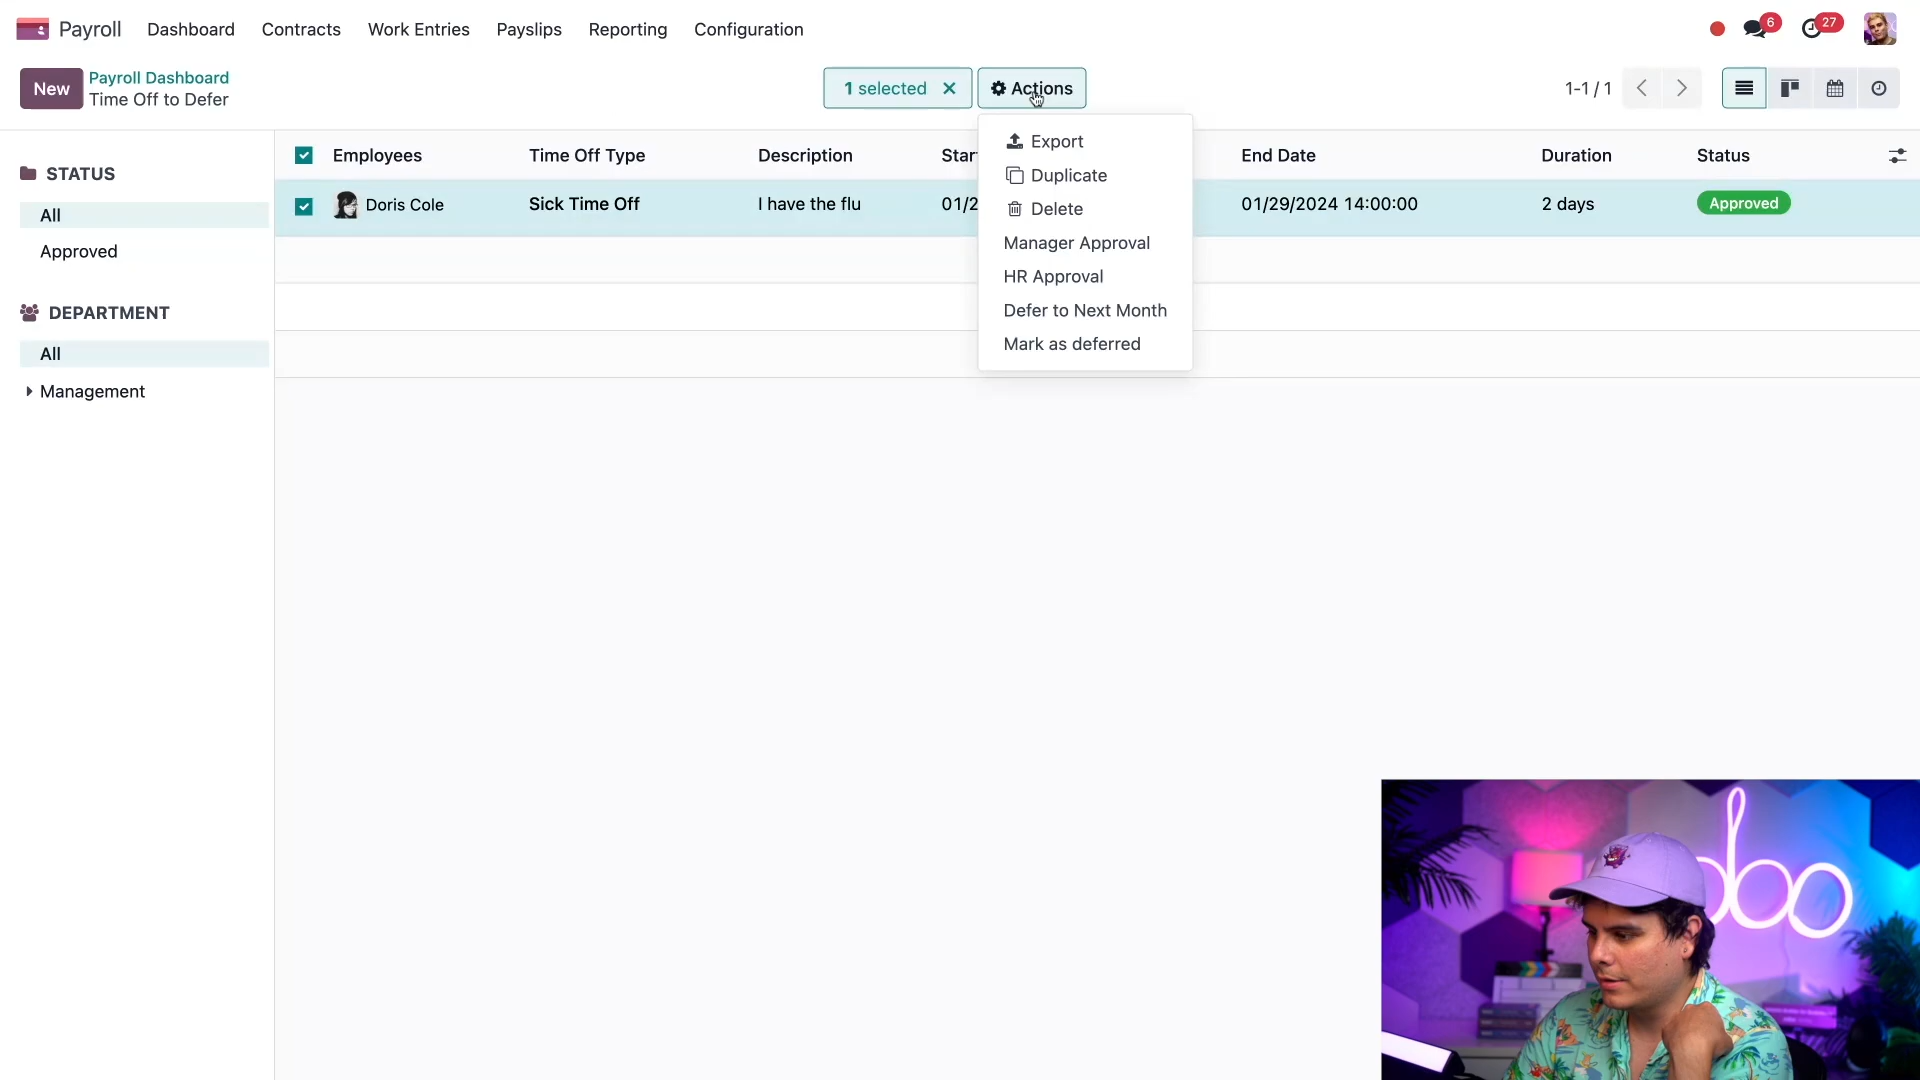 Payroll
Dashboard
Contracts
Work Entries
Payslips
Reporting
Configuration
6
27
New
Payroll Dashboard
Time Off to Defer
1 selected
Actions
1-1 / 1
STATUS
All
Approved
DEPARTMENT
All
Management
Employees
Time Off Type
Description
Star
End Date
Duration
Status
Doris Cole
Sick Time Off
I have the flu
01/2
01/29/2024 14:00:00
2 days
Approved
Export
Duplicate
Delete
Manager Approval
HR Approval
Defer to Next Month
Mark as deferred